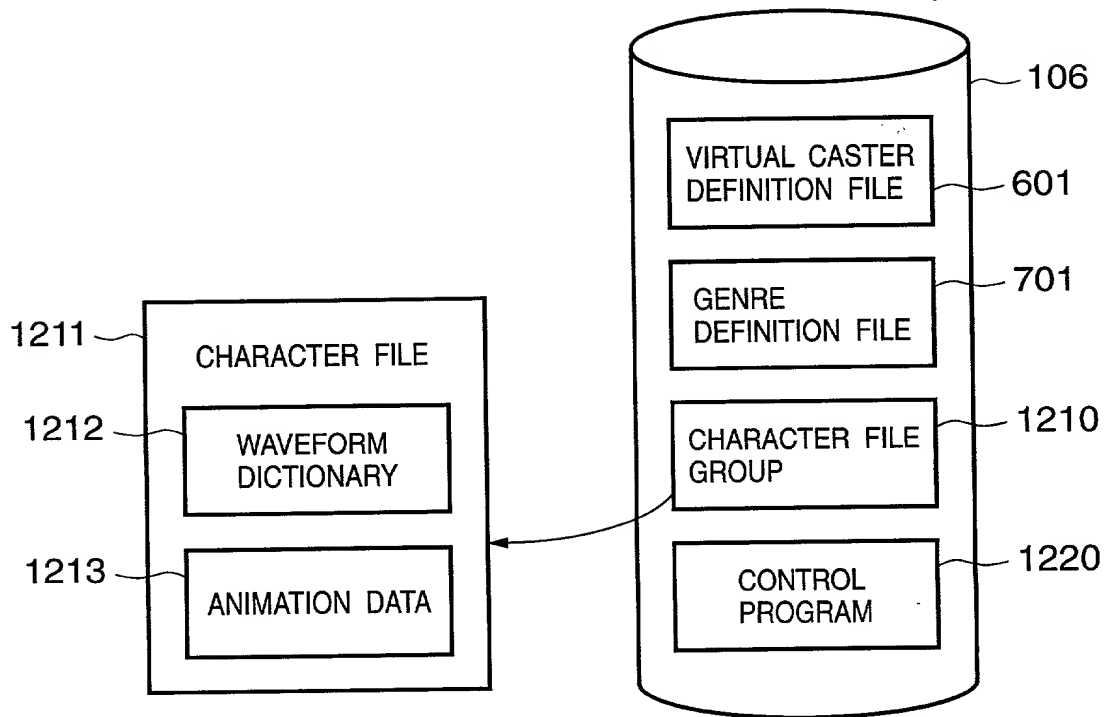 106
VIRTUAL CASTER
DEFINITION FILE
601
GENRE
DEFINITION FILE
701
CHARACTER FILE
GROUP
1210
CONTROL
PROGRAM
1220
1211
CHARACTER FILE
1212
WAVEFORM
DICTIONARY
1213
ANIMATION DATA